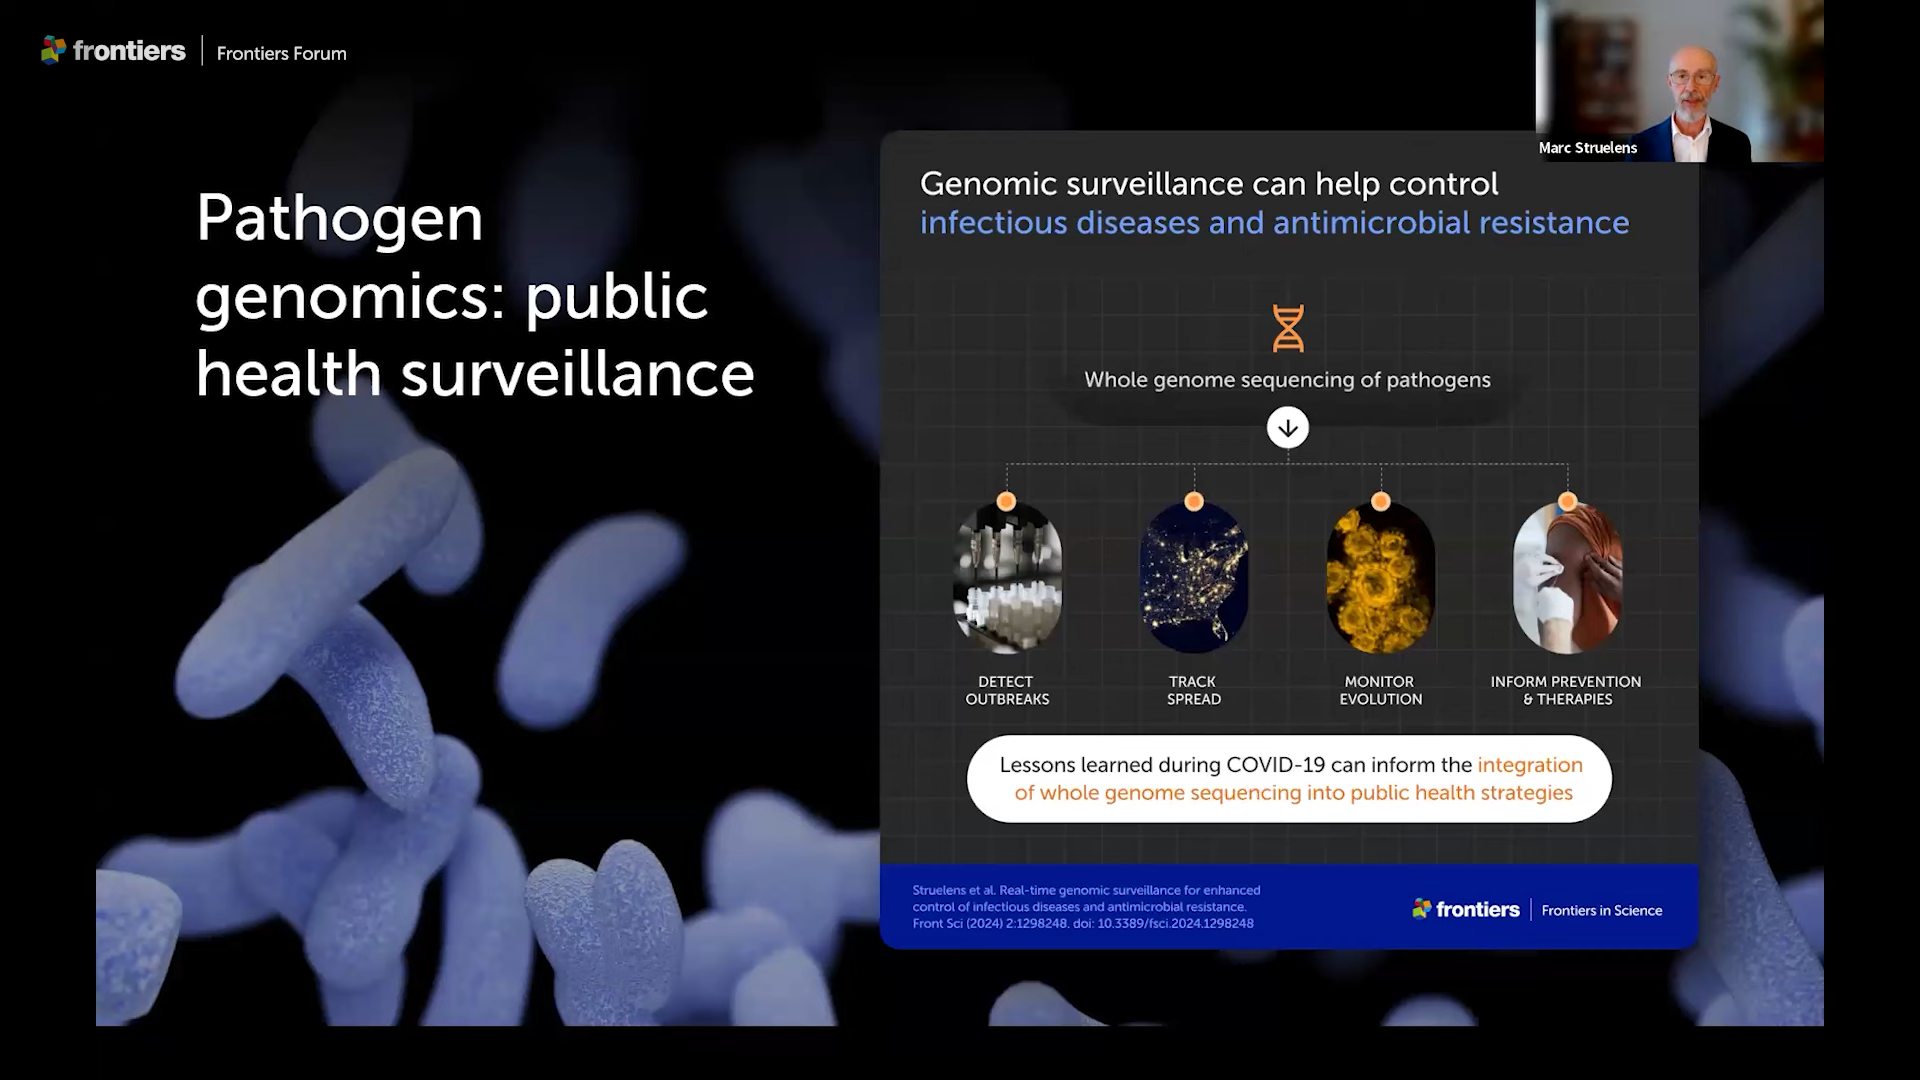 frontiers | Frontiers Forum
Marc Struelens
Pathogen
genomics: public
health surveillance
Genomic surveillance can help control
infectious diseases and antimicrobial resistance
Whole genome sequencing of pathogens
DETECT
OUTBREAKS
TRACK
SPREAD
MONITOR
EVOLUTION
INFORM PREVENTION
& THERAPIES
Lessons learned during COVID-19 can inform the integration
of whole genome sequencing into public health strategies
Struelens et al. Real-time genomic surveillance for enhanced
control of infectious diseases and antimicrobial resistance.
Front Sci (2024) 2:1298248. doi: 10.3389/fsci.2024.1298248
frontiers | Frontiers in Science